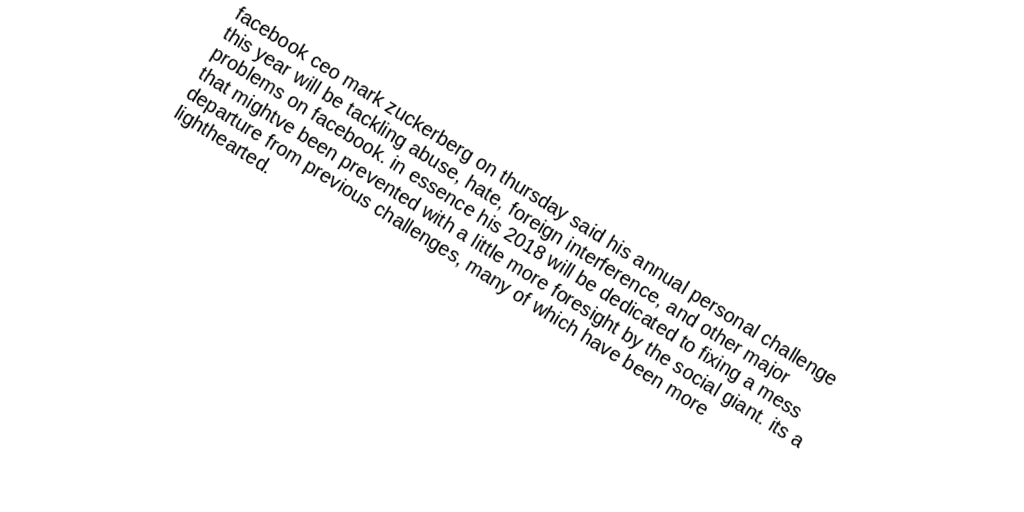 facebook ceo mark zuckerberg on thursday said his annual personal challenge
this year will be tackling abuse, hate, foreign interference, and other major
problems on facebook. in essence his 2018 will be dedicated to fixing a mess
that mightve been prevented with a little more foresight by the social giant. its a
departure from previous challenges, many of which have been more
lighthearted.